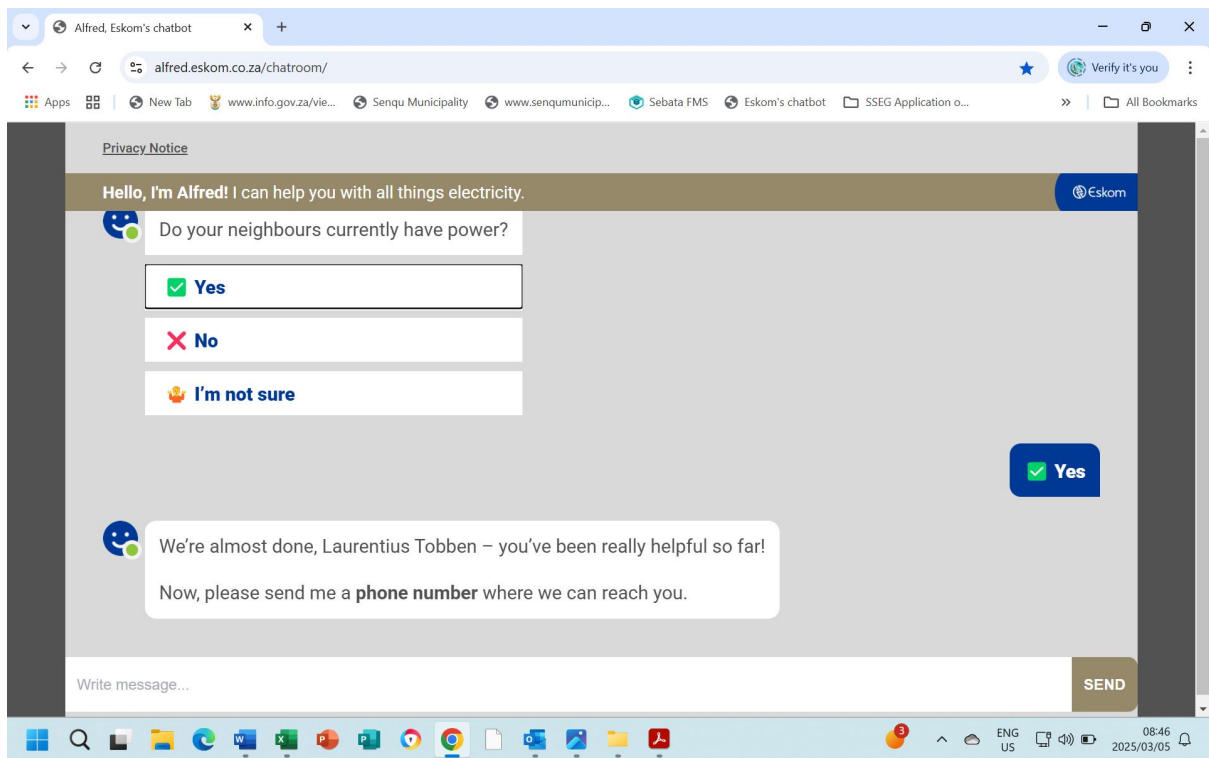 Alfred, Eskom's chatbot
alfred.eskom.co.za/chatroom/
Verify it's you
Apps
New Tab
www.info.gov.za/vie...
Senqu Municipality
www.senqumunicip...
Sebata FMS
Eskom's chatbot
SSEG Application o...
»
All Bookmarks
Privacy Notice
Hello, I'm Alfred! I can help you with all things electricity.
Eskom
Do your neighbours currently have power?
Yes
No
I'm not sure
Yes
We're almost done, Laurentius Tobben – you've been really helpful so far!
Now, please send me a phone number where we can reach you.
Write message...
SEND
3
ENG
US
08:46
2025/03/05